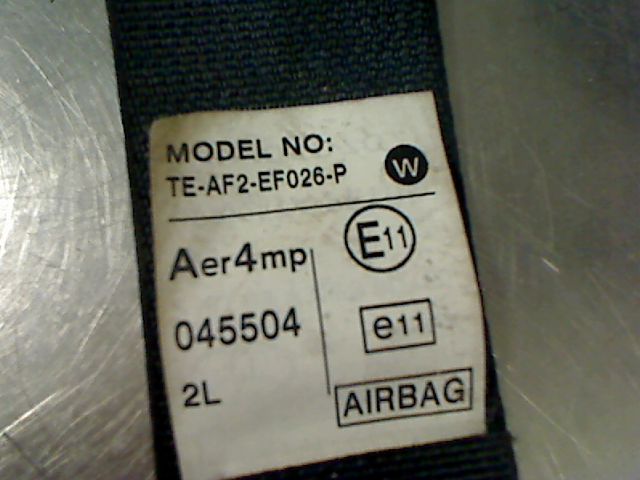 MODEL NO:
TE-AF2-EF026-P
W
Aer4mp
E11
045504
e11
2L
AIRBAG